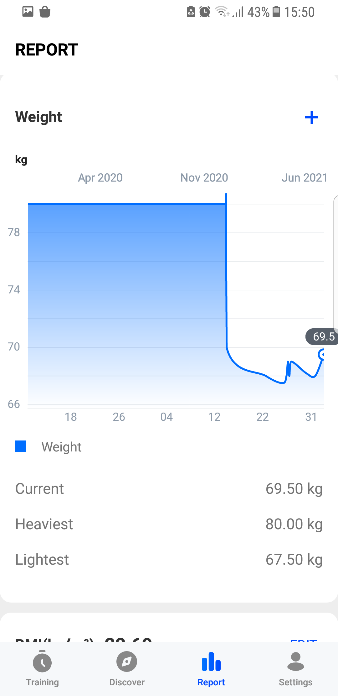 43% 15:50
REPORT
Weight
kg
Apr 2020 Nov 2020 Jun 2021
78
74
70
66
69.5
18 26 04 12 22 31
Weight
Current 69.50 kg
Heaviest 80.00 kg
Lightest 67.50 kg
EDIT
Training Discover Report Settings